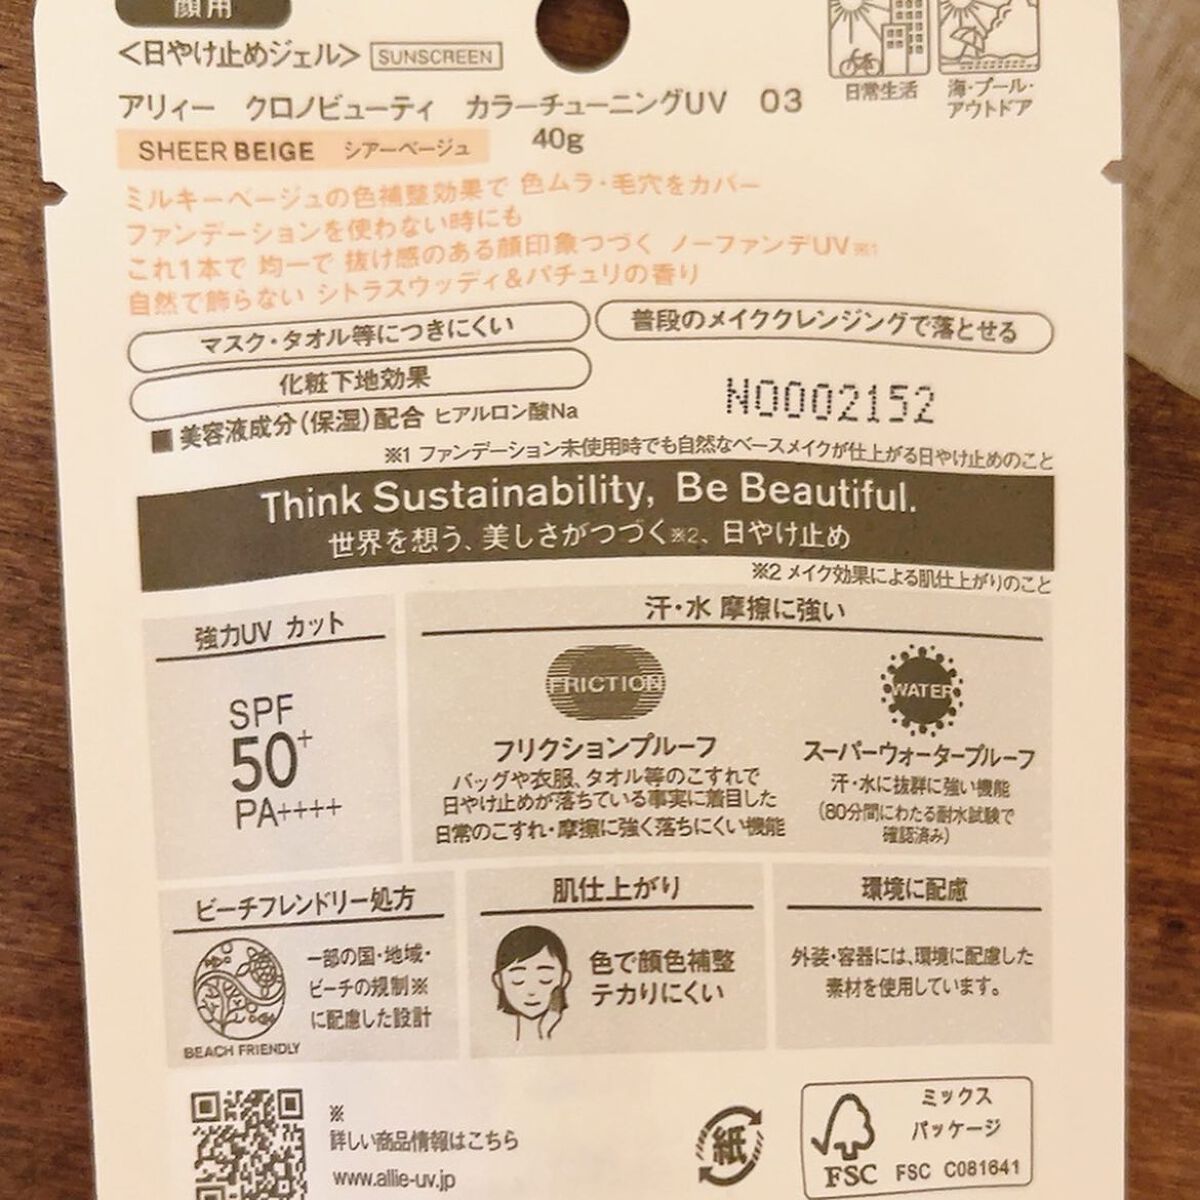 顔用
<日やけ止めジェル> SUNSCREEN
アリィー クロノビューティ カラーチューニングUV 03
SHEER BEIGE シアーベージュ 40g
日常生活
海・プール・
アウトドア
ミルキーベージュの色補整効果で 色ムラ・毛穴をカバー
ファンデーションを使わない時にも
これ1本で 均一で 抜け感のある顔印象つづく ノーファンデUV※1
自然で飾らない シトラスウッディ&パチュリの香り
マスク・タオル等につきにくい
普段のメイククレンジングで落とせる
化粧下地効果
■ 美容液成分(保湿)配合 ヒアルロン酸Na
N0002152
※1 ファンデーション未使用時でも自然なベースメイクが仕上がる日やけ止めのこと
Think Sustainability, Be Beautiful.
世界を想う、美しさがつづく※2、日やけ止め
※2 メイク効果による肌仕上がりのこと
強力UV カット
SPF
50+
PA++++
汗・水 摩擦に強い
FRICTION
フリクションプルーフ
バッグや衣服、タオル等のこすれで
日やけ止めが落ちている事実に着目した
日常のこすれ・摩擦に強く落ちにくい機能
WATER
スーパーウォータープルーフ
汗・水に抜群に強い機能
(80分間にわたる耐水試験で
確認済み)
ビーチフレンドリー処方
一部の国・地域・
ビーチの規制※
に配慮した設計
BEACH FRIENDLY
肌仕上がり
色で顔色補整
テカりにくい
環境に配慮
外装・容器には、環境に配慮した
素材を使用しています。
※
詳しい商品情報はこちら
www.allie-uv.jp
紙
ミックス
パッケージ
FSC
FSC C081641